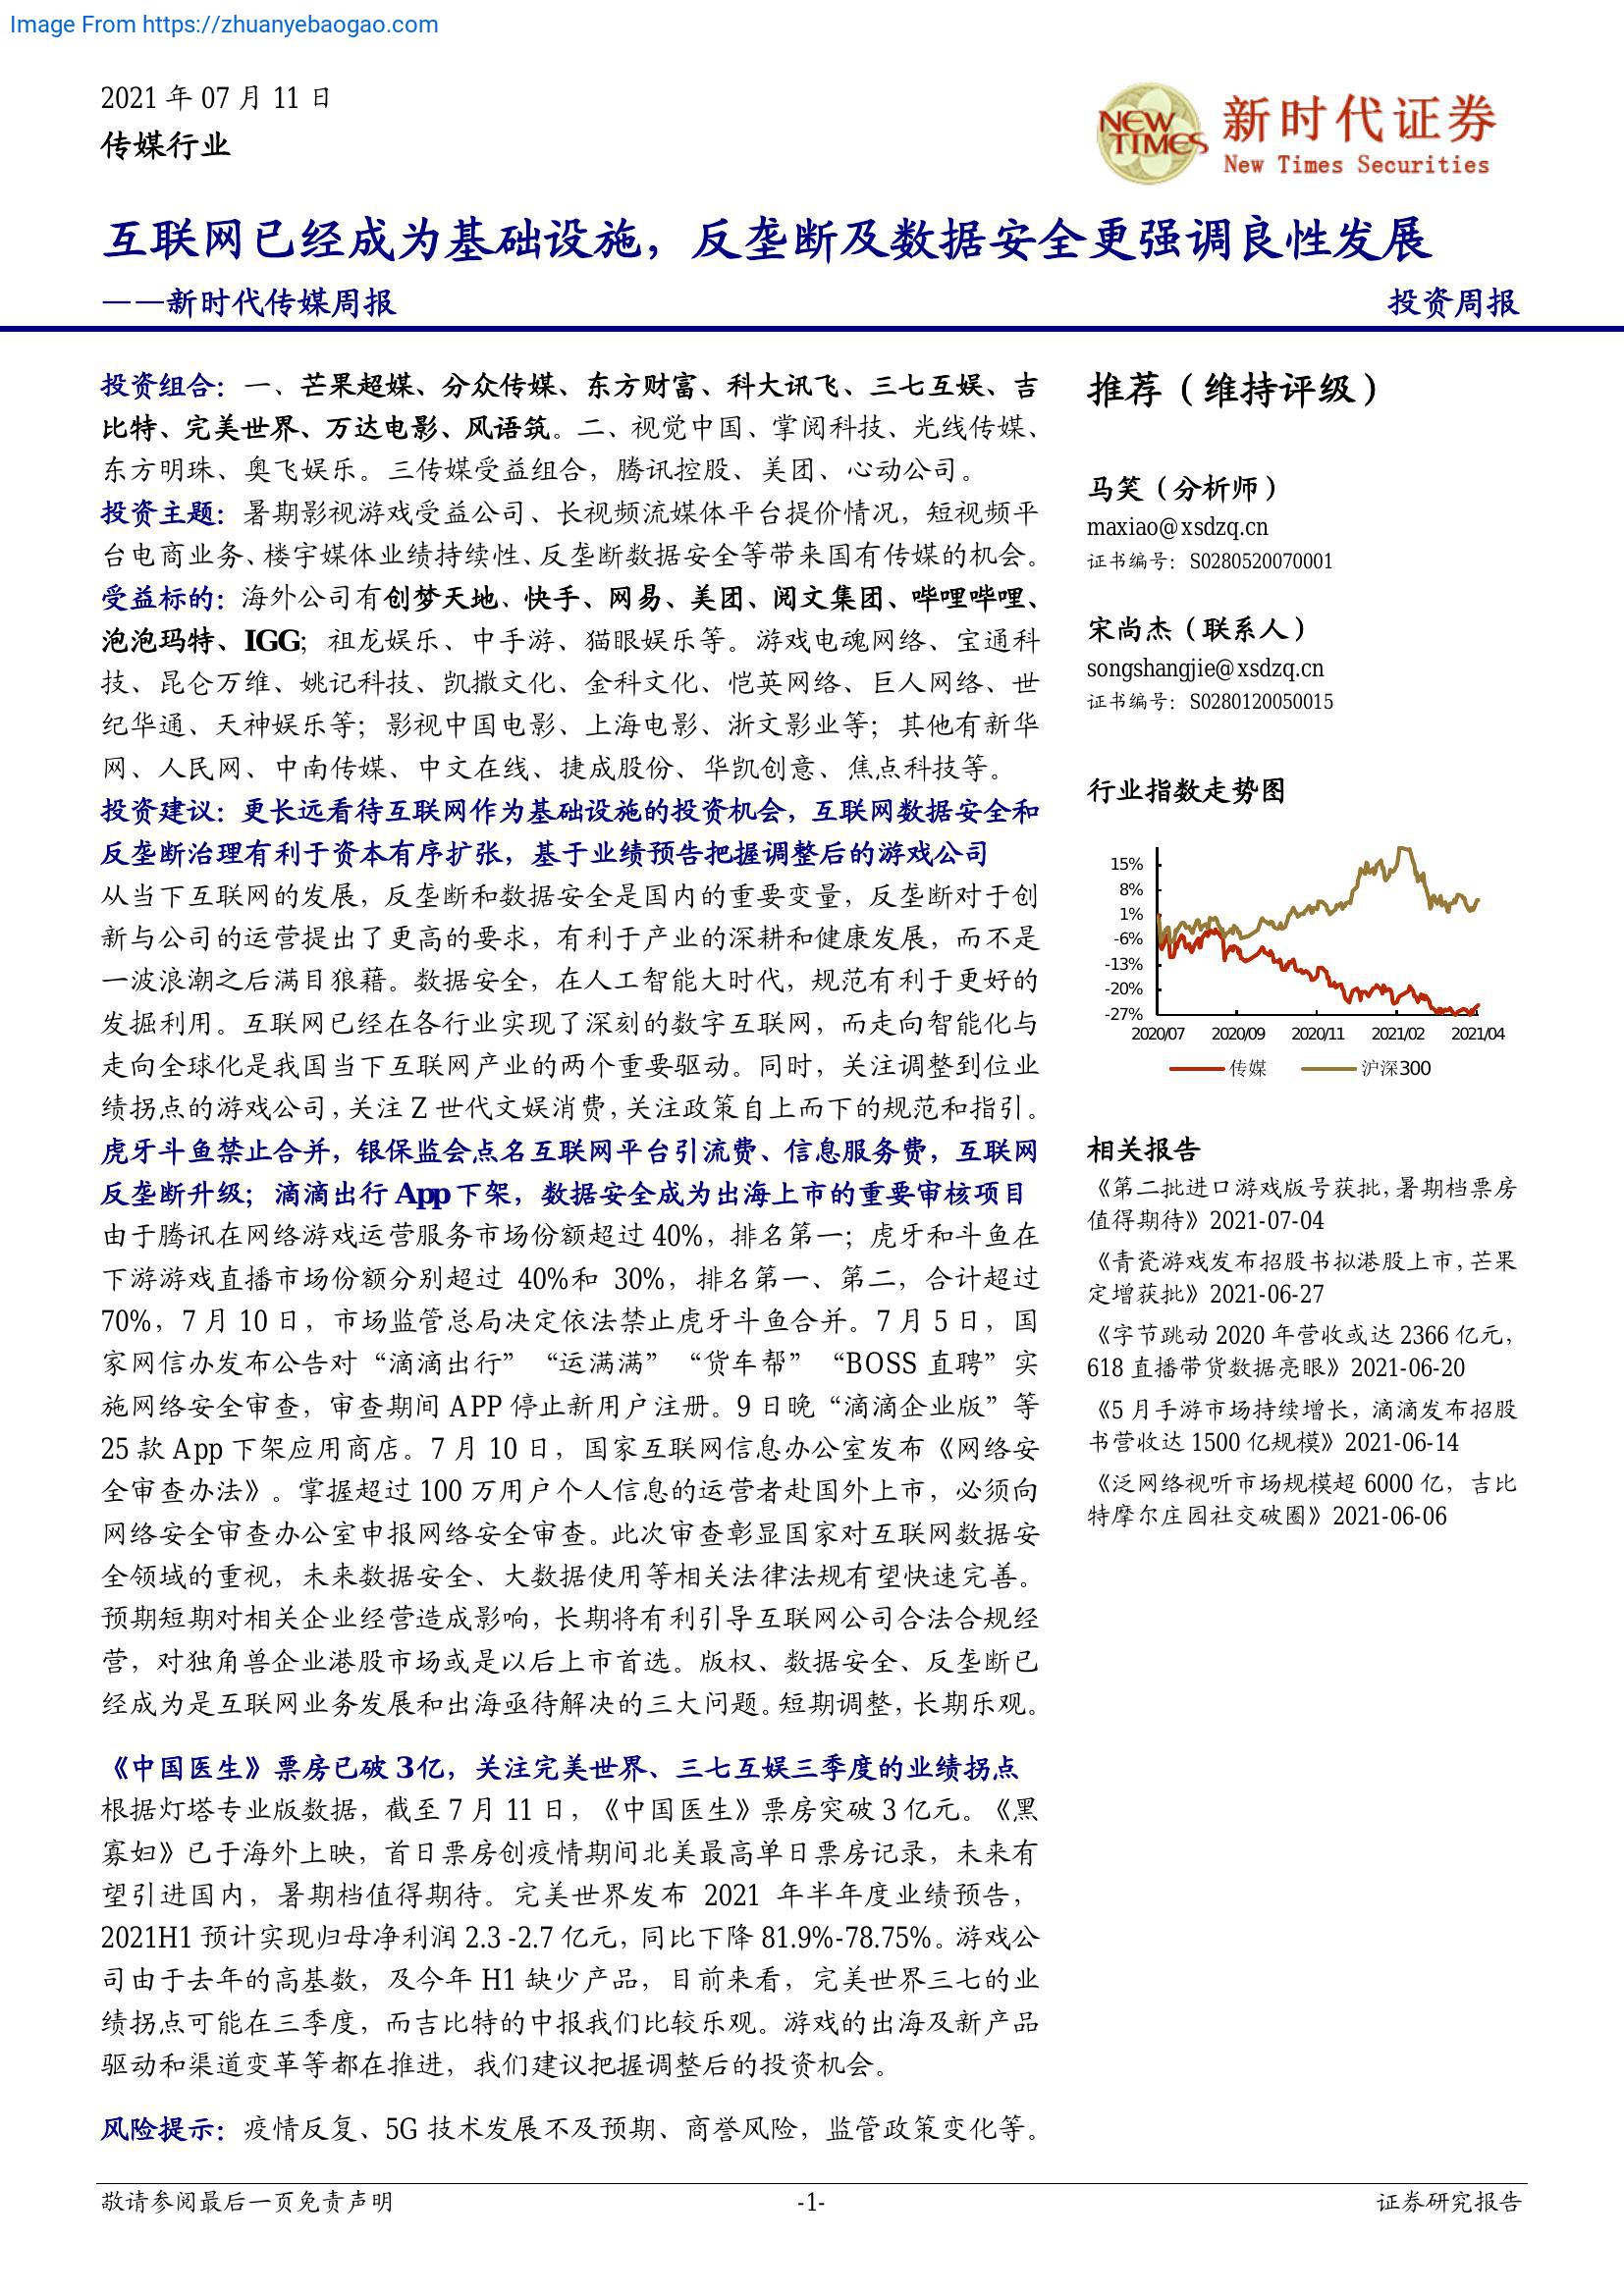 Image From https://zhuanyebaogao.com
2021 年 07 月 11 日
传媒行业
NEW TIMES
新时代证券
New Times Securities
互联网已经成为基础设施，反垄断及数据安全更强调良性发展
——新时代传媒周报
投资周报
投资组合：一、芒果超媒、分众传媒、东方财富、科大讯飞、三七互娱、吉
比特、完美世界、万达电影、风语筑。二、视觉中国、掌阅科技、光线传媒、
东方明珠、奥飞娱乐。三传媒受益组合，腾讯控股、美团、心动公司。
投资主题：暑期影视游戏受益公司、长视频流媒体平台提价情况，短视频平
台电商业务、楼宇媒体业绩持续性、反垄断数据安全等带来国有传媒的机会。
受益标的：海外公司有创梦天地、快手、网易、美团、阅文集团、哔哩哔哩、
泡泡玛特、IGG；祖龙娱乐、中手游、猫眼娱乐等。游戏电魂网络、宝通科
技、昆仑万维、姚记科技、凯撒文化、金科文化、恺英网络、巨人网络、世
纪华通、天神娱乐等；影视中国电影、上海电影、浙文影业等；其他有新华
网、人民网、中南传媒、中文在线、捷成股份、华凯创意、焦点科技等。
投资建议：更长远看待互联网作为基础设施的投资机会，互联网数据安全和
反垄断治理有利于资本有序扩张，基于业绩预告把握调整后的游戏公司
从当下互联网的发展，反垄断和数据安全是国内的重要变量，反垄断对于创
新与公司的运营提出了更高的要求，有利于产业的深耕和健康发展，而不是
一波浪潮之后满目狼藉。数据安全，在人工智能大时代，规范有利于更好的
发掘利用。互联网已经在各行业实现了深刻的数字互联网，而走向智能化与
走向全球化是我国当下互联网产业的两个重要驱动。同时，关注调整到位业
绩拐点的游戏公司，关注 Z 世代文娱消费，关注政策自上而下的规范和指引。
虎牙斗鱼禁止合并，银保监会点名互联网平台引流费、信息服务费，互联网
反垄断升级；滴滴出行 App 下架，数据安全成为出海上市的重要审核项目
由于腾讯在网络游戏运营服务市场份额超过 40%，排名第一；虎牙和斗鱼在
下游游戏直播市场份额分别超过 40%和 30%，排名第一、第二，合计超过
70%，7 月 10 日，市场监管总局决定依法禁止虎牙斗鱼合并。7 月 5 日，国
家网信办发布公告对“滴滴出行”“运满满”“货车帮”“BOSS 直聘”实
施网络安全审查，审查期间 APP 停止新用户注册。9 日晚“滴滴企业版”等
25 款 App 下架应用商店。7 月 10 日，国家互联网信息办公室发布《网络安
全审查办法》。掌握超过 100 万用户个人信息的运营者赴国外上市，必须向
网络安全审查办公室申报网络安全审查。此次审查彰显国家对互联网数据安
全领域的重视，未来数据安全、大数据使用等相关法律法规有望快速完善。
预期短期对相关企业经营造成影响，长期将有利引导互联网公司合法合规经
营，对独角兽企业港股市场或是以后上市首选。版权、数据安全、反垄断已
经成为是互联网业务发展和出海亟待解决的三大问题。短期调整，长期乐观。
《中国医生》票房已破 3 亿，关注完美世界、三七互娱三季度的业绩拐点
根据灯塔专业版数据，截至 7 月 11 日，《中国医生》票房突破 3 亿元。《黑
寡妇》已于海外上映，首日票房创疫情期间北美最高单日票房记录，未来有
望引进国内，暑期档值得期待。完美世界发布 2021 年半年度业绩预告，
2021H1 预计实现归母净利润 2.3 -2.7 亿元，同比下降 81.9%-78.75%。游戏公
司由于去年的高基数，及今年 H1 缺少产品，目前来看，完美世界三七的业
绩拐点可能在三季度，而吉比特的中报我们比较乐观。游戏的出海及新产品
驱动和渠道变革等都在推进，我们建议把握调整后的投资机会。
风险提示：疫情反复、5G 技术发展不及预期、商誉风险，监管政策变化等。
推荐（维持评级）
马笑（分析师）
maxiao@xsdzq.cn
证书编号：S0280520070001
宋尚杰（联系人）
songshangjie@xsdzq.cn
证书编号：S0280120050015
行业指数走势图
15%
8%
1%
-6%
-13%
-20%
-27%
2020/07 2020/09 2020/11 2021/02 2021/04
传媒 沪深300
相关报告
《第二批进口游戏版号获批，暑期档票房
值得期待》2021-07-04
《青瓷游戏发布招股书拟港股上市，芒果
定增获批》2021-06-27
《字节跳动 2020 年营收或达 2366 亿元，
618 直播带货数据亮眼》2021-06-20
《5 月手游市场持续增长，滴滴发布招股
书营收达 1500 亿规模》2021-06-14
《泛网络视听市场规模超 6000 亿，吉比
特摩尔庄园社交破圈》2021-06-06
敬请参阅最后一页免责声明
-1-
证券研究报告